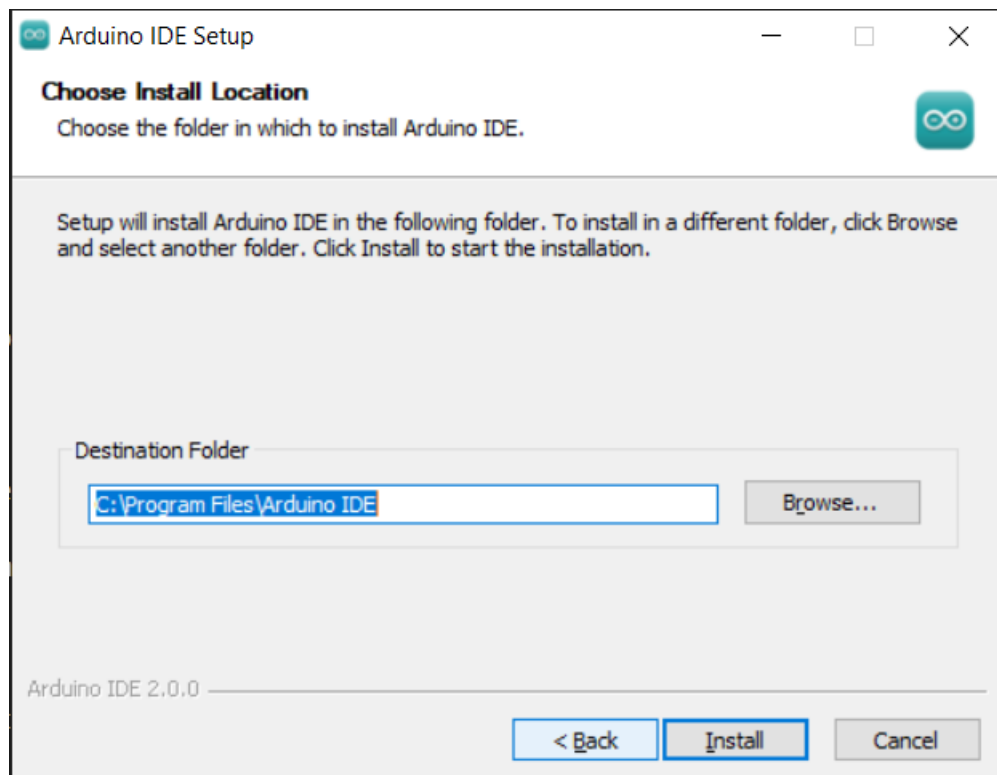 Arduino IDE Setup
Choose Install Location
Choose the folder in which to install Arduino IDE.
Setup will install Arduino IDE in the following folder. To install in a different folder, click Browse
and select another folder. Click Install to start the installation.
Destination Folder
C:\Program Files\Arduino IDE
Browse...
Arduino IDE 2.0.0
< Back
Install
Cancel